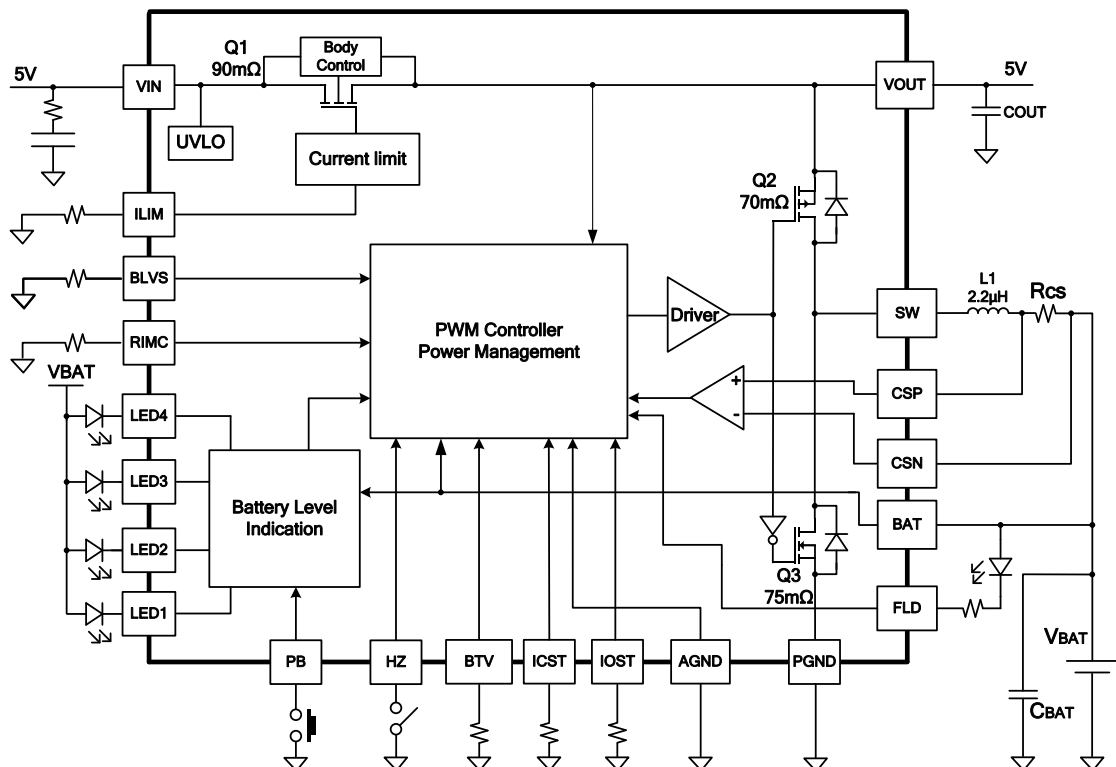 Q1
90mΩ
Body
Control
5V
VIN
VOUT
5V
COUT
UVLO
Current limit
ILIM
Q2
70mΩ
BLVS
L1
2.2µH
RCS
SW
Driver
PWM Controller
Power Management
RIMC
VBAT
+
-
CSP
LED4
CSN
LED3
Battery Level
Indication
BAT
LED2
Q3
75mΩ
FLD
LED1
PB
HZ
BTV
ICST
IOST
AGND
PGND
VBAT
CBAT